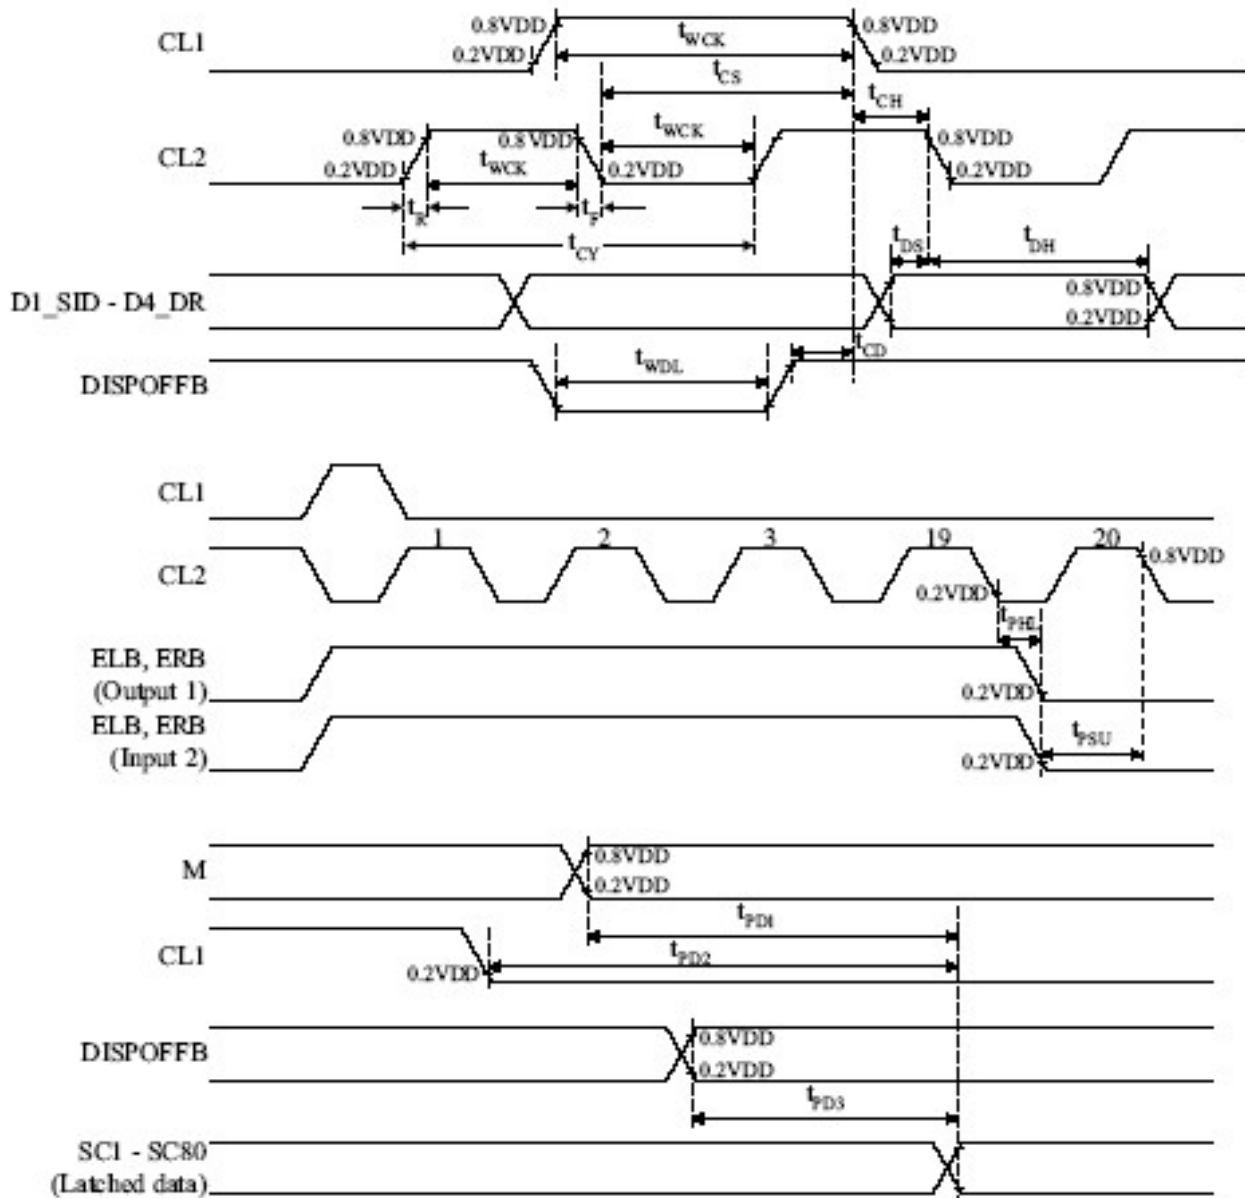 CL1 0.8VDD tWCK 0.8VDD
0.2VDD 0.2VDD
tCS
tCH
CL2 0.8VDD 0.8VDD tWCK 0.8VDD
0.2VDD tWCK 0.2VDD 0.2VDD
tR tF
tCY tDS tDH
D1_SID - D4_DR 0.8VDD
0.2VDD
tCD
DISPOFFB tWDL
CL1
1 2 3 19 20
CL2 0.8VDD
0.2VDD
tPHL
ELB, ERB
(Output 1) 0.2VDD
ELB, ERB
(Input 2) 0.2VDD tPSU
M 0.8VDD
0.2VDD
tPD1
CL1 0.2VDD tPD2
DISPOFFB 0.8VDD
0.2VDD
tPD3
SC1 - SC80
(Latched data)